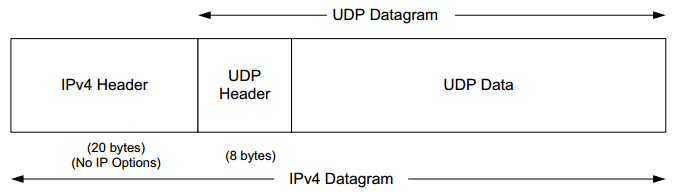 UDP Datagram
IPv4 Header
UDP
Header
UDP Data
(20 bytes)
(No IP Options)
(8 bytes)
IPv4 Datagram